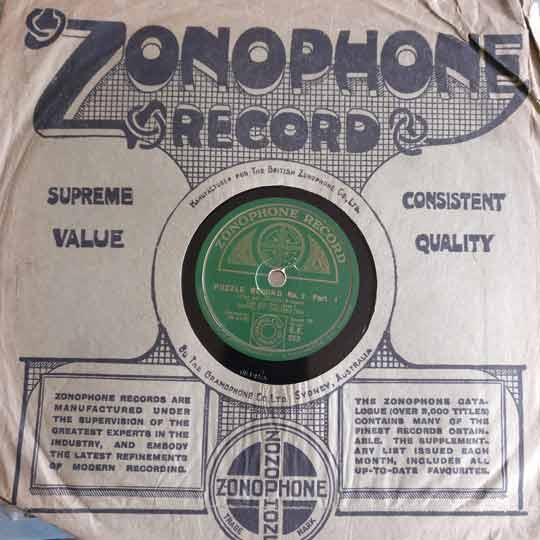 ZONOPHONE
RECORD
SUPREME
VALUE
CONSISTENT
QUALITY
MANUFACTURED FOR THE BRITISH ZONOPHONE CO., LTD.
ZONOPHONE RECORD
PUZZLE RECORD No. 2 Part 1
BY THE GRAMOPHONE CO. LTD. SYDNEY, AUSTRALIA
ZONOPHONE RECORDS ARE
MANUFACTURED UNDER
THE SUPERVISION OF THE
GREATEST EXPERTS IN THE
INDUSTRY, AND EMBODY
THE LATEST REFINEMENTS
OF MODERN RECORDING.
THE ZONOPHONE CATA-
LOGUE (OVER 3,000 TITLES)
CONTAINS MANY OF THE
FINEST RECORDS OBTAIN-
ABLE. THE SUPPLEMENT-
ARY LIST ISSUED EACH
MONTH, INCLUDES ALL
UP-TO-DATE FAVOURITES.
ZONOPHONE
ZONOPHONE
TRADE MARK